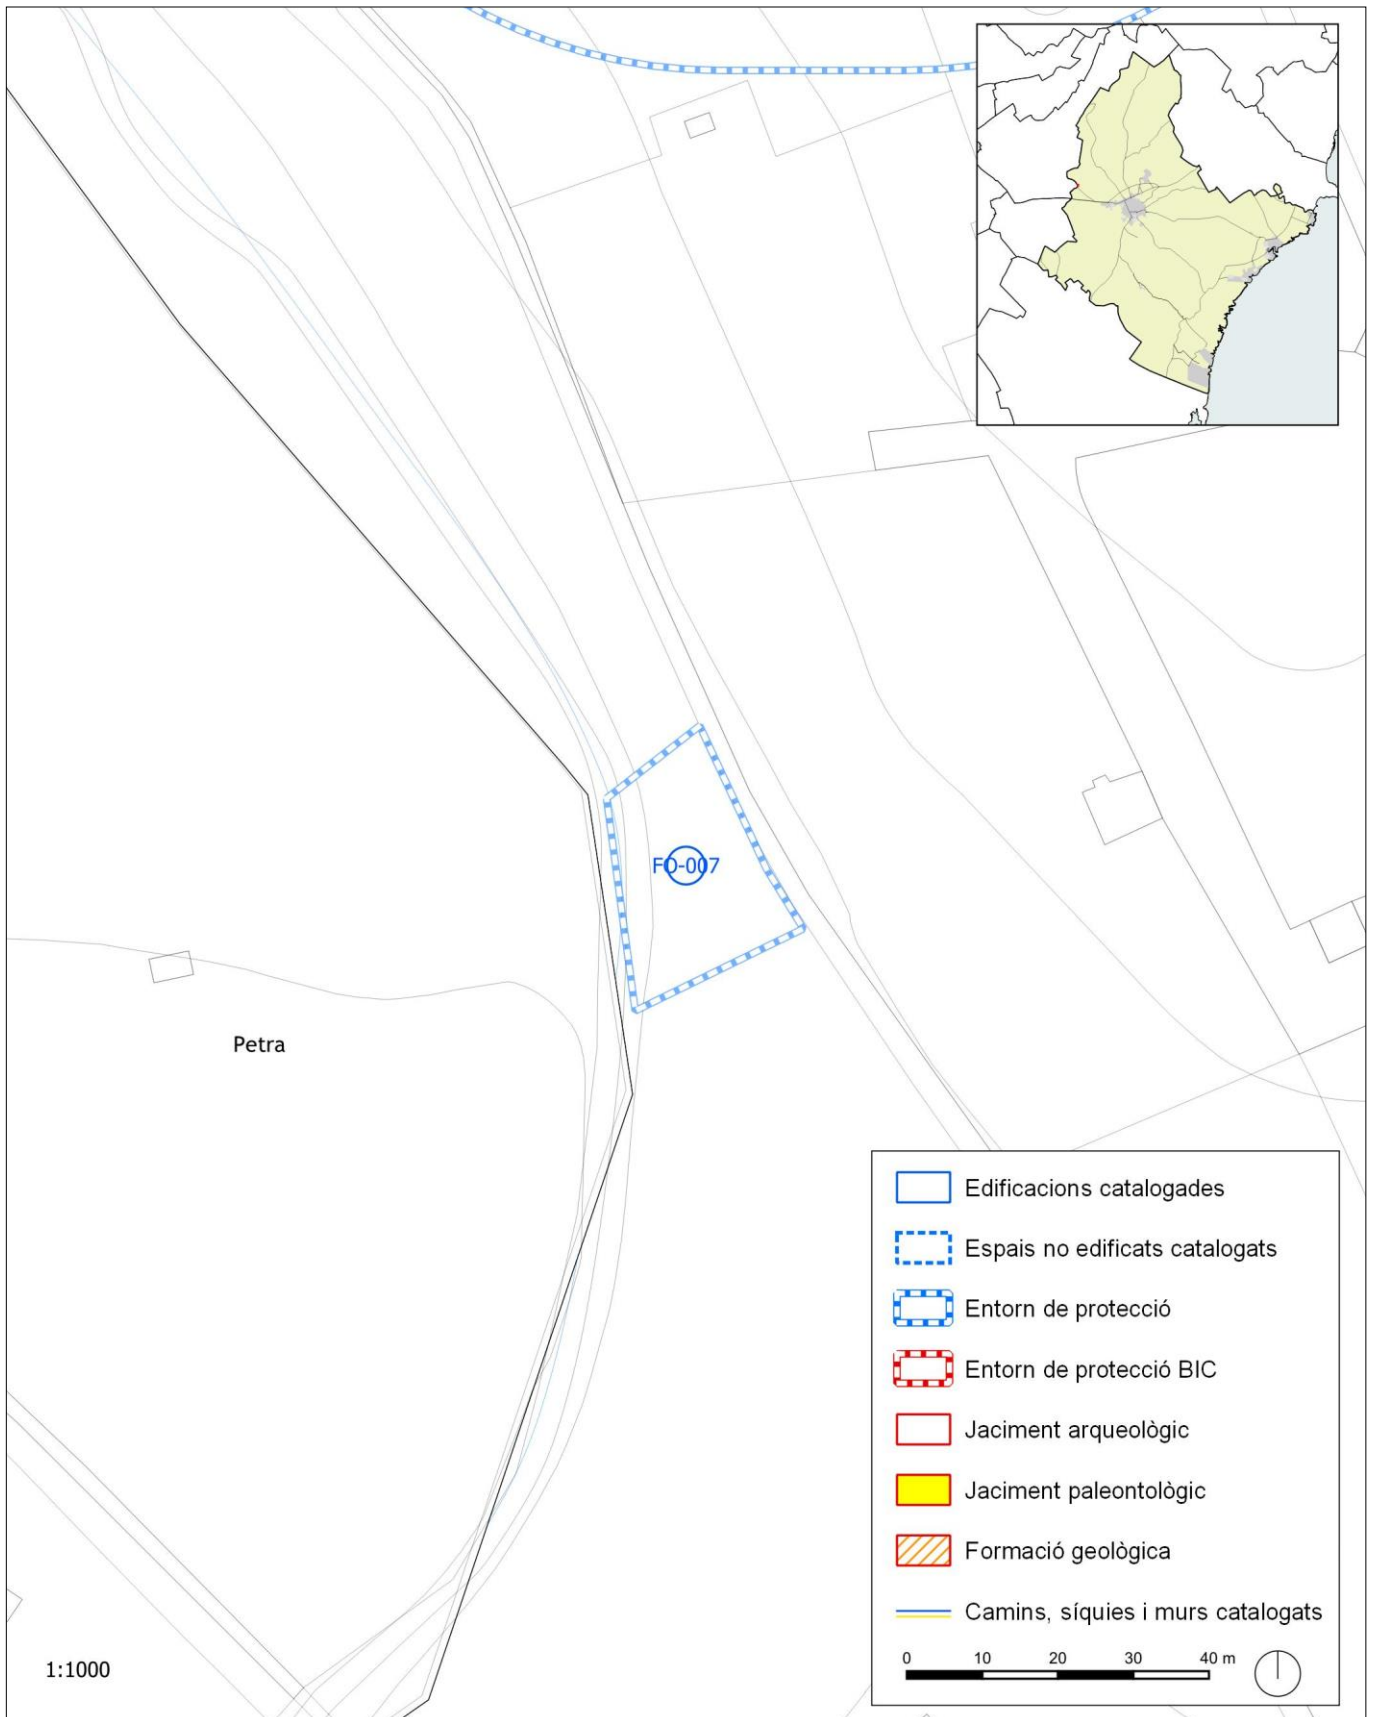 FO-007
Petra
Edificacions catalogades
Espais no edificats catalogats
Entorn de protecció
Entorn de protecció BIC
Jaciment arqueològic
Jaciment paleontològic
Formació geològica
Camins, síquies i murs catalogats
0 10 20 30 40 m
1:1000